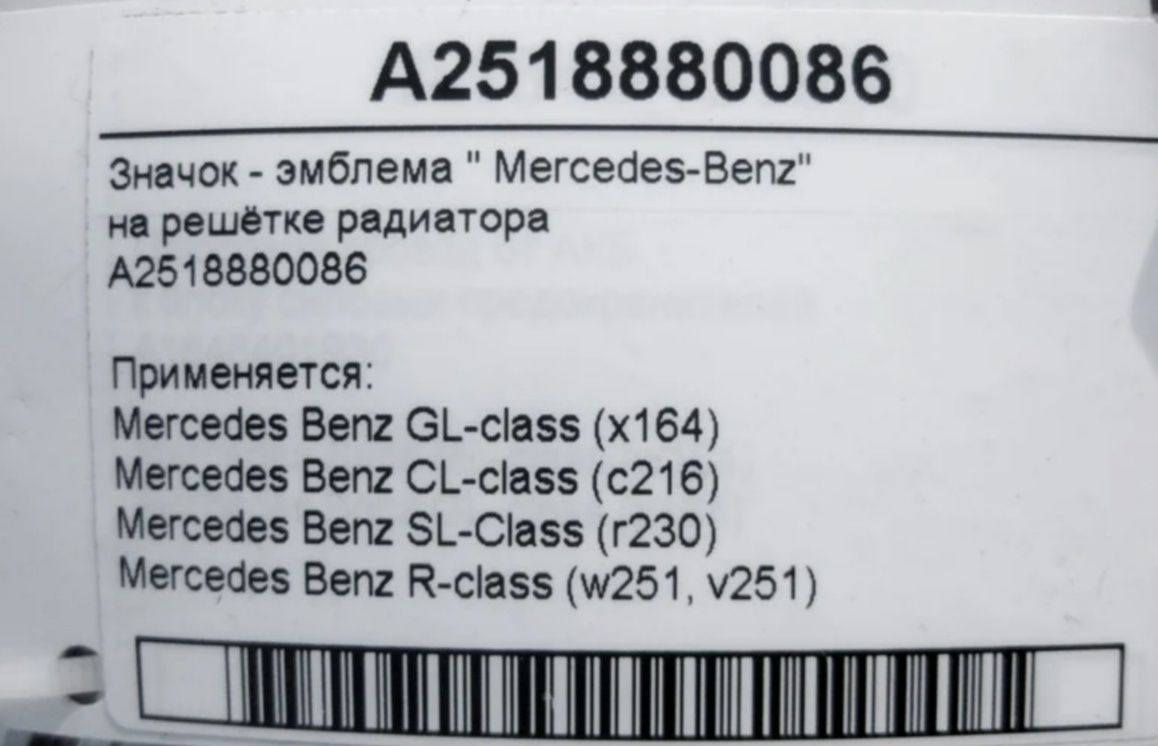 A2518880086
Значок - эмблема " Mercedes-Benz"
на решётке радиатора
A2518880086
Применяется:
Mercedes Benz GL-class (x164)
Mercedes Benz CL-class (c216)
Mercedes Benz SL-Class (r230)
Mercedes Benz R-class (w251, v251)